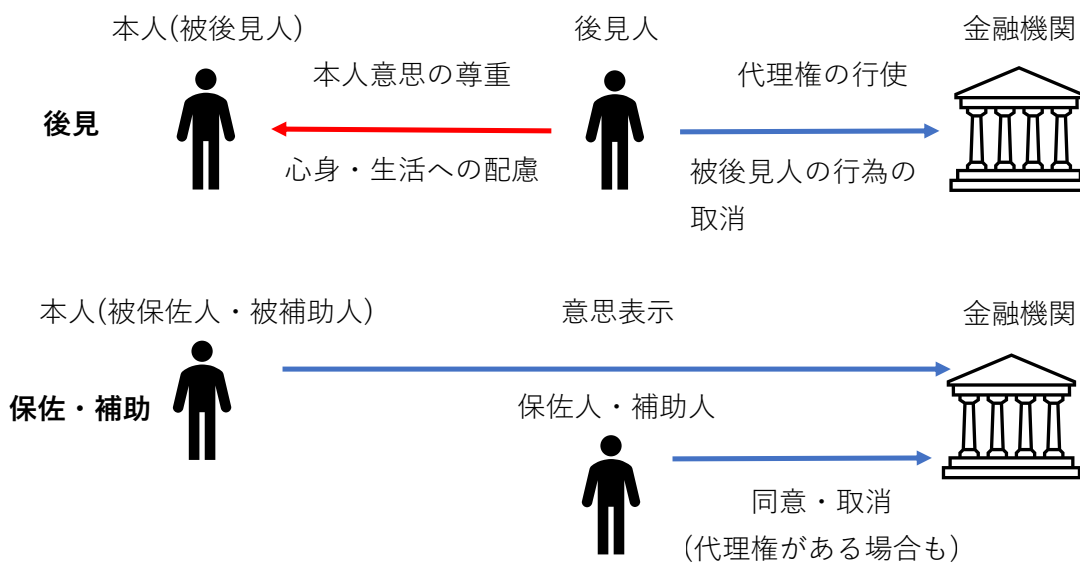 本人(被後見人)
後見人
金融機関
本人意思の尊重
代理権の行使
後見
心身・生活への配慮
被後見人の行為の
取消
本人(被保佐人・被補助人)
意思表示
金融機関
保佐・補助
保佐人・補助人
同意・取消
(代理権がある場合も)